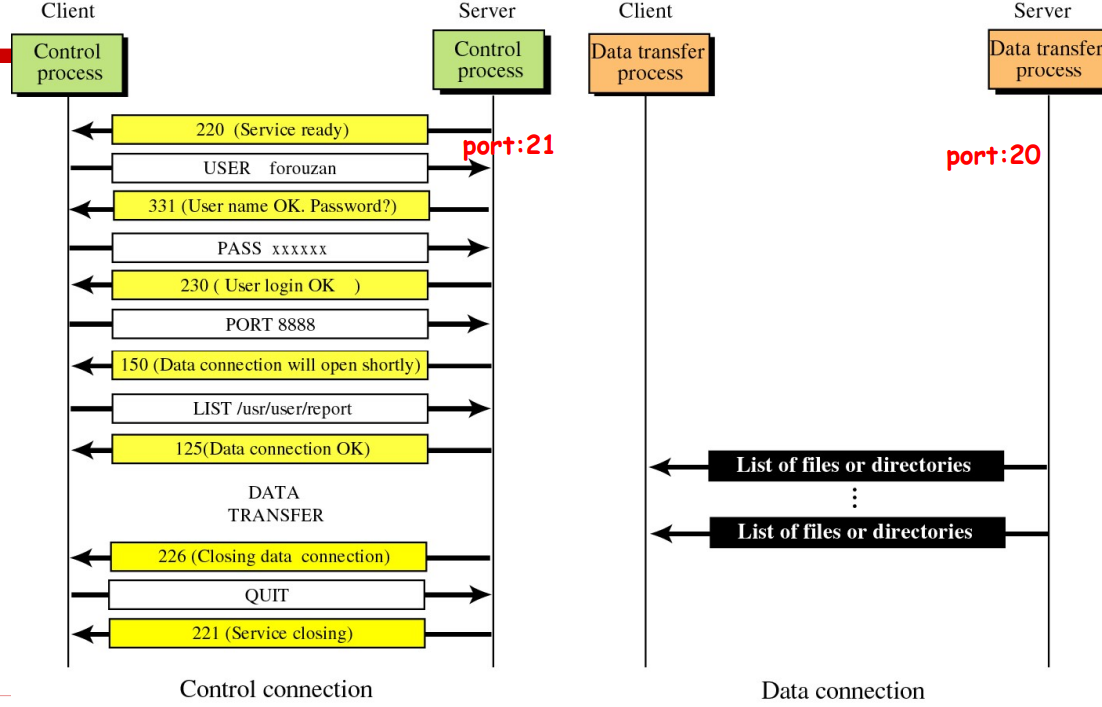 Client
Server
Client
Server
Control
process
Control
process
Data transfer
process
Data transfer
process
220 (Service ready)
port:21
port:20
USER forouzan
331 (User name OK. Password?)
PASS xxxxxx
230 ( User login OK )
PORT 8888
150 (Data connection will open shortly)
LIST /usr/user/report
125(Data connection OK)
List of files or directories
DATA
TRANSFER
List of files or directories
226 (Closing data connection)
QUIT
221 (Service closing)
Control connection
Data connection